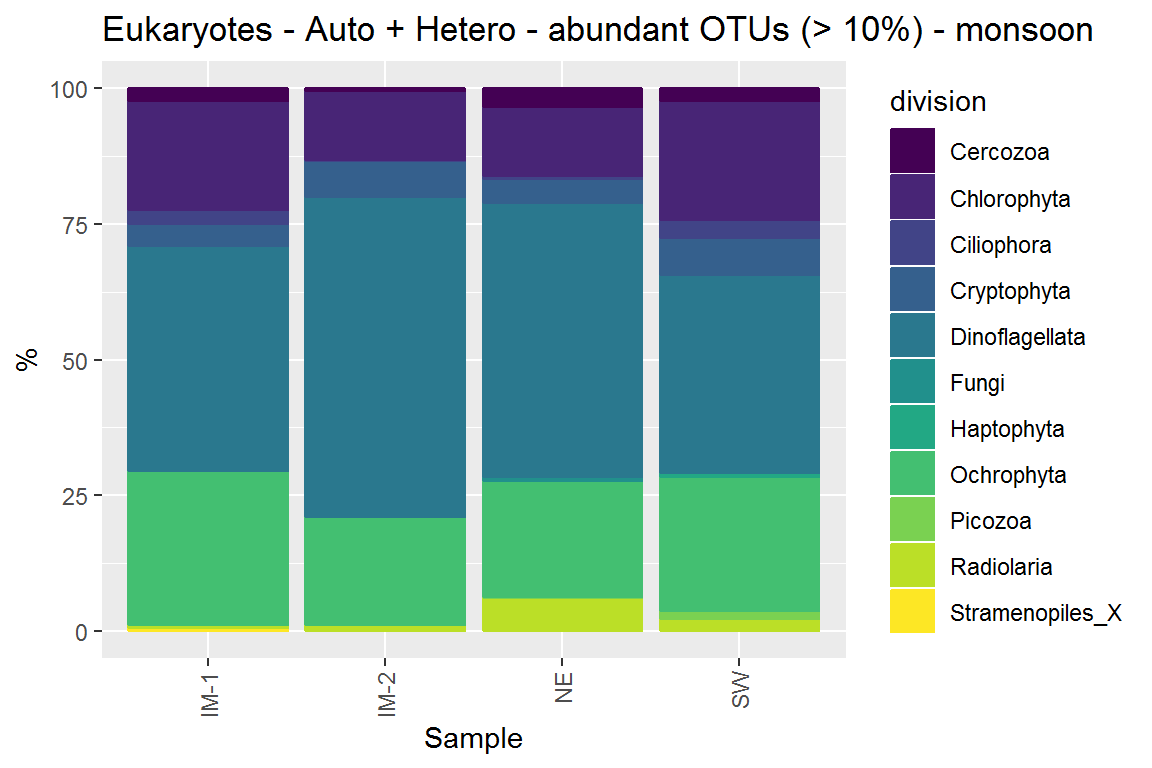 Eukaryotes - Auto + Hetero - abundant OTUs (> 10%) - monsoon
%
100
75
50
25
0
IM-1
IM-2
NE
SW
Sample
division
Cercozoa
Chlorophyta
Ciliophora
Cryptophyta
Dinoflagellata
Fungi
Haptophyta
Ochrophyta
Picozoa
Radiolaria
Stramenopiles_X